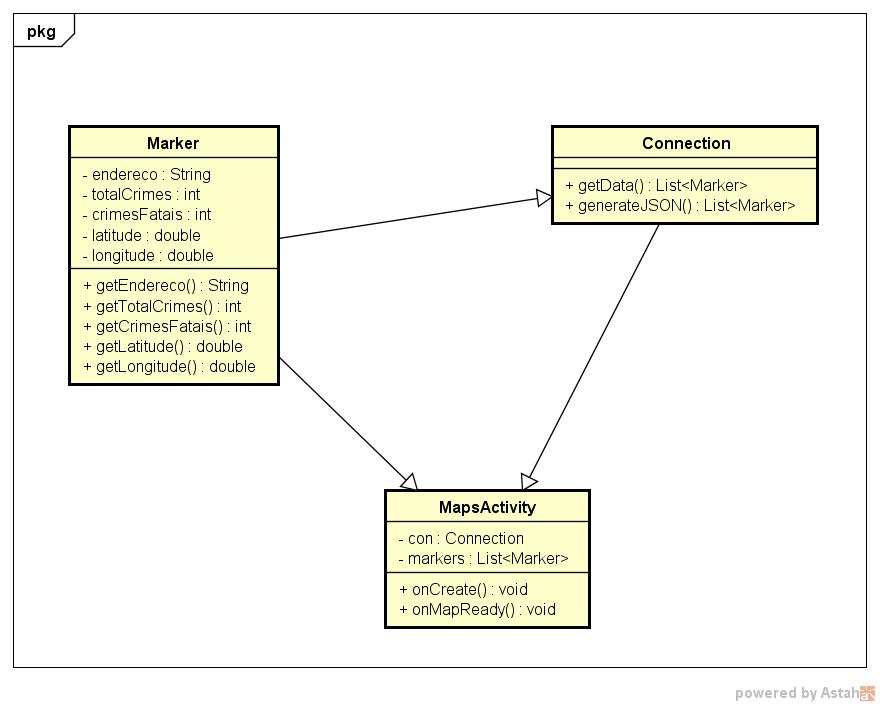 pkg
Marker
- endereco : String
- totalCrimes : int
- crimesFatais : int
- latitude : double
- longitude : double
+ getEndereco() : String
+ getTotalCrimes() : int
+ getCrimesFatais() : int
+ getLatitude() : double
+ getLongitude() : double
Connection
+ getData() : List<Marker>
+ generateJSON() : List<Marker>
MapsActivity
- con : Connection
- markers : List<Marker>
+ onCreate() : void
+ onMapReady() : void
powered by Astah